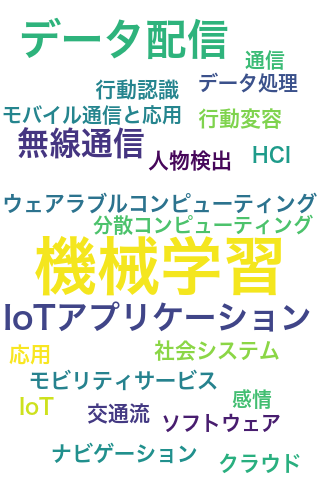 データ配信
通信
行動認識
データ処理
モバイル通信と応用
行動変容
無線通信
人物検出
HCI
ウェアラブルコンピューティング
分散コンピューティング
機械学習
IoTアプリケーション
応用
社会システム
モビリティサービス
IoT
交通流
感情
ソフトウェア
ナビゲーション
クラウド